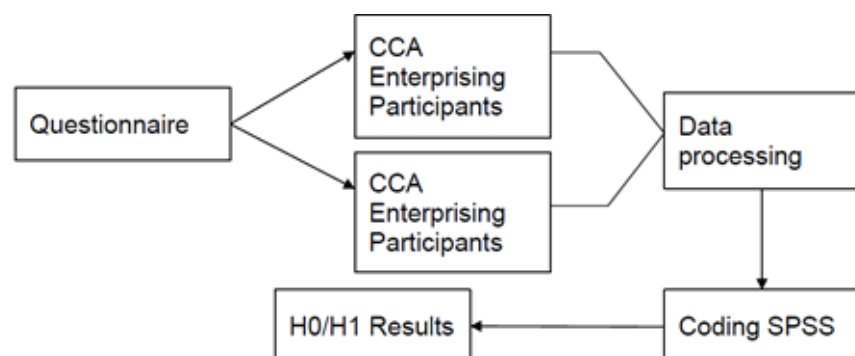 Questionnaire
CCA
Enterprising
Participants
CCA
Enterprising
Participants
Data
processing
Coding SPSS
H0/H1 Results